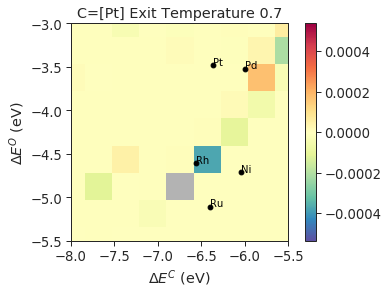 C=[Pt] Exit Temperature 0.7
−3.0
−3.5
−4.0
−4.5
−5.0
−5.5
ΔE^O (eV)
Pt
Pd
Rh
Ni
Ru
−8.0 −7.5 −7.0 −6.5 −6.0 −5.5
ΔE^C (eV)
0.0004
0.0002
0.0000
−0.0002
−0.0004